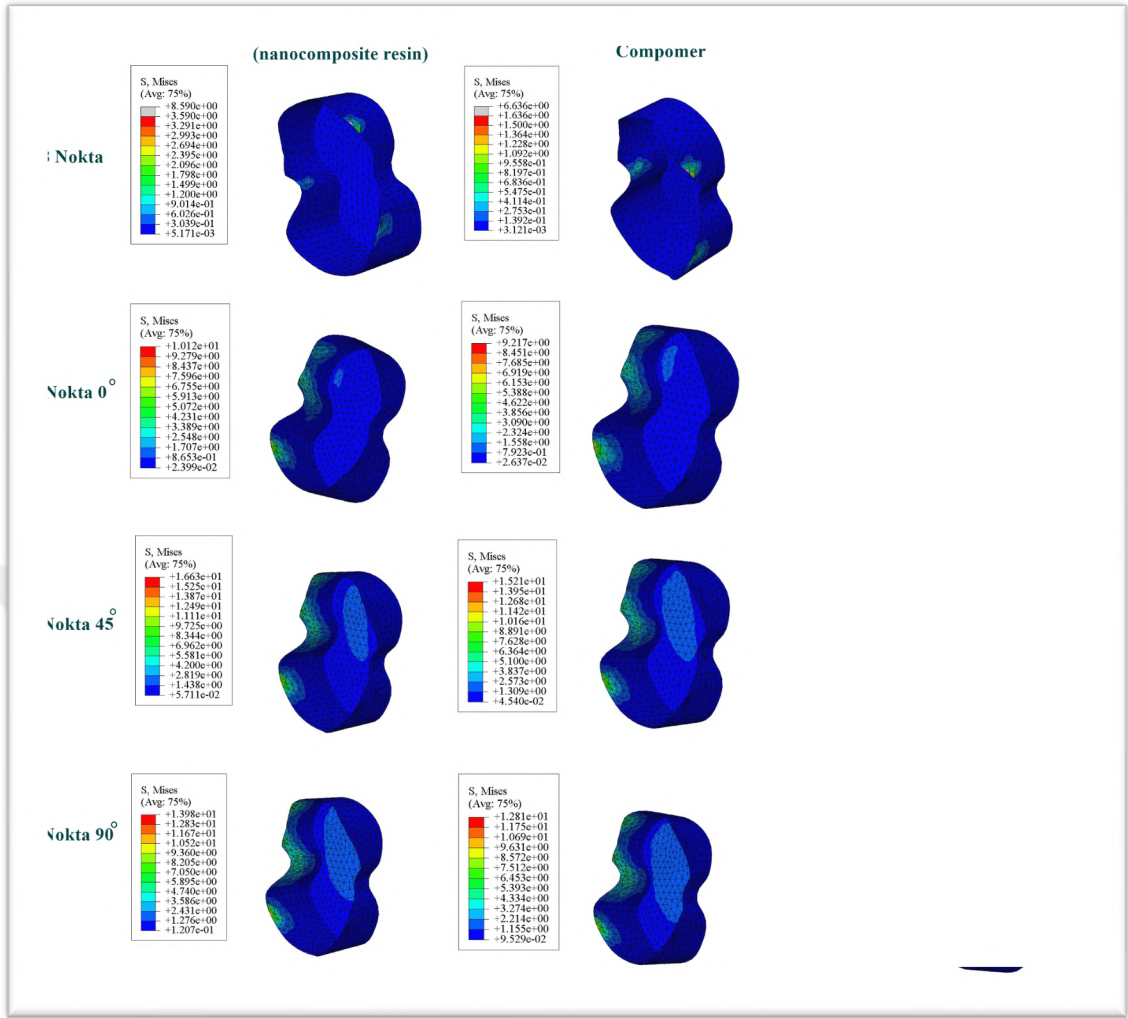 (nanocomposite resin)
Compomer
S, Mises
(Avg: 75%)
+8.590e+00
+3.590e+00
+3.291e+00
+2.993e+00
+2.694e+00
+2.395e+00
+2.096e+00
+1.798e+00
+1.499e+00
+1.200e+00
+9.014e-01
+6.026e-01
+3.039e-01
+5.171e-03
S, Mises
(Avg: 75%)
+6.636e+00
+1.636e+00
+1.500e+00
+1.364e+00
+1.228e+00
+1.092e+00
+9.558e-01
+8.197e-01
+6.836e-01
+5.475e-01
+4.114e-01
+2.753e-01
+1.392e-01
+3.121e-03
Nokta
S, Mises
(Avg: 75%)
+1.012e+01
+9.279e+00
+8.437e+00
+7.596e+00
+6.755e+00
+5.913e+00
+5.072e+00
+4.231e+00
+3.389e+00
+2.548e+00
+1.707e+00
+8.653e-01
+2.399e-02
S, Mises
(Avg: 75%)
+9.217e+00
+8.451e+00
+7.685e+00
+6.919e+00
+6.153e+00
+5.388e+00
+4.622e+00
+3.856e+00
+3.090e+00
+2.324e+00
+1.558e+00
+7.923e-01
+2.637e-02
Nokta 0°
S, Mises
(Avg: 75%)
+1.663e+01
+1.525e+01
+1.387e+01
+1.249e+01
+1.111e+01
+9.725e+00
+8.344e+00
+6.962e+00
+5.581e+00
+4.200e+00
+2.819e+00
+1.438e+00
+5.711e-02
S, Mises
(Avg: 75%)
+1.521e+01
+1.395e+01
+1.268e+01
+1.142e+01
+1.016e+01
+8.891e+00
+7.628e+00
+6.364e+00
+5.100e+00
+3.837e+00
+2.573e+00
+1.309e+00
+4.540e-02
Nokta 45°
S, Mises
(Avg: 75%)
+1.398e+01
+1.283e+01
+1.167e+01
+1.052e+01
+9.360e+00
+8.205e+00
+7.050e+00
+5.895e+00
+4.740e+00
+3.586e+00
+2.431e+00
+1.276e+00
+1.207e-01
S, Mises
(Avg: 75%)
+1.281e+01
+1.175e+01
+1.069e+01
+9.631e+00
+8.572e+00
+7.512e+00
+6.453e+00
+5.393e+00
+4.334e+00
+3.274e+00
+2.214e+00
+1.155e+00
+9.529e-02
Nokta 90°